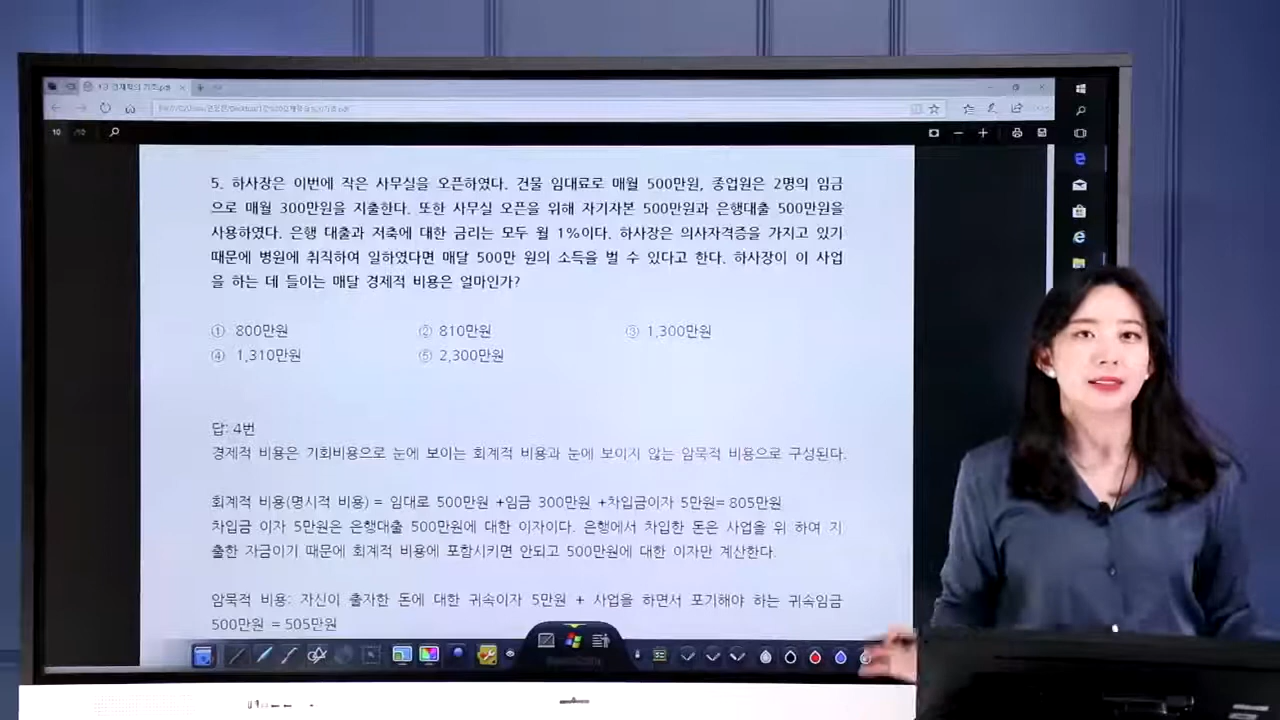 경제학의 기초.pdf
10 /10
5. 하사장은 이번에 작은 사무실을 오픈하였다. 건물 임대료로 매월 500만원, 종업원은 2명의 임금
으로 매월 300만원을 지출한다. 또한 사무실 오픈을 위해 자기자본 500만원과 은행대출 500만원을
사용하였다. 은행 대출과 저축에 대한 금리는 모두 월 1%이다. 하사장은 의사자격증을 가지고 있기
때문에 병원에 취직하여 일하였다면 매달 500만 원의 소득을 벌 수 있다고 한다. 하사장이 이 사업
을 하는 데 들이는 매달 경제적 비용은 얼마인가?
① 800만원 ② 810만원 ③ 1,300만원
④ 1,310만원 ⑤ 2,300만원
답: 4번
경제적 비용은 기회비용으로 눈에 보이는 회계적 비용과 눈에 보이지 않는 암묵적 비용으로 구성된다.
회계적 비용(명시적 비용) = 임대로 500만원 +임금 300만원 +차입금이자 5만원= 805만원
차입금 이자 5만원은 은행대출 500만원에 대한 이자이다. 은행에서 차입한 돈은 사업을 위 하여 지
출한 자금이기 때문에 회계적 비용에 포함시키면 안되고 500만원에 대한 이자만 계산한다.
암묵적 비용: 자신이 출자한 돈에 대한 귀속이자 5만원 + 사업을 하면서 포기해야 하는 귀속임금
500만원 = 505만원